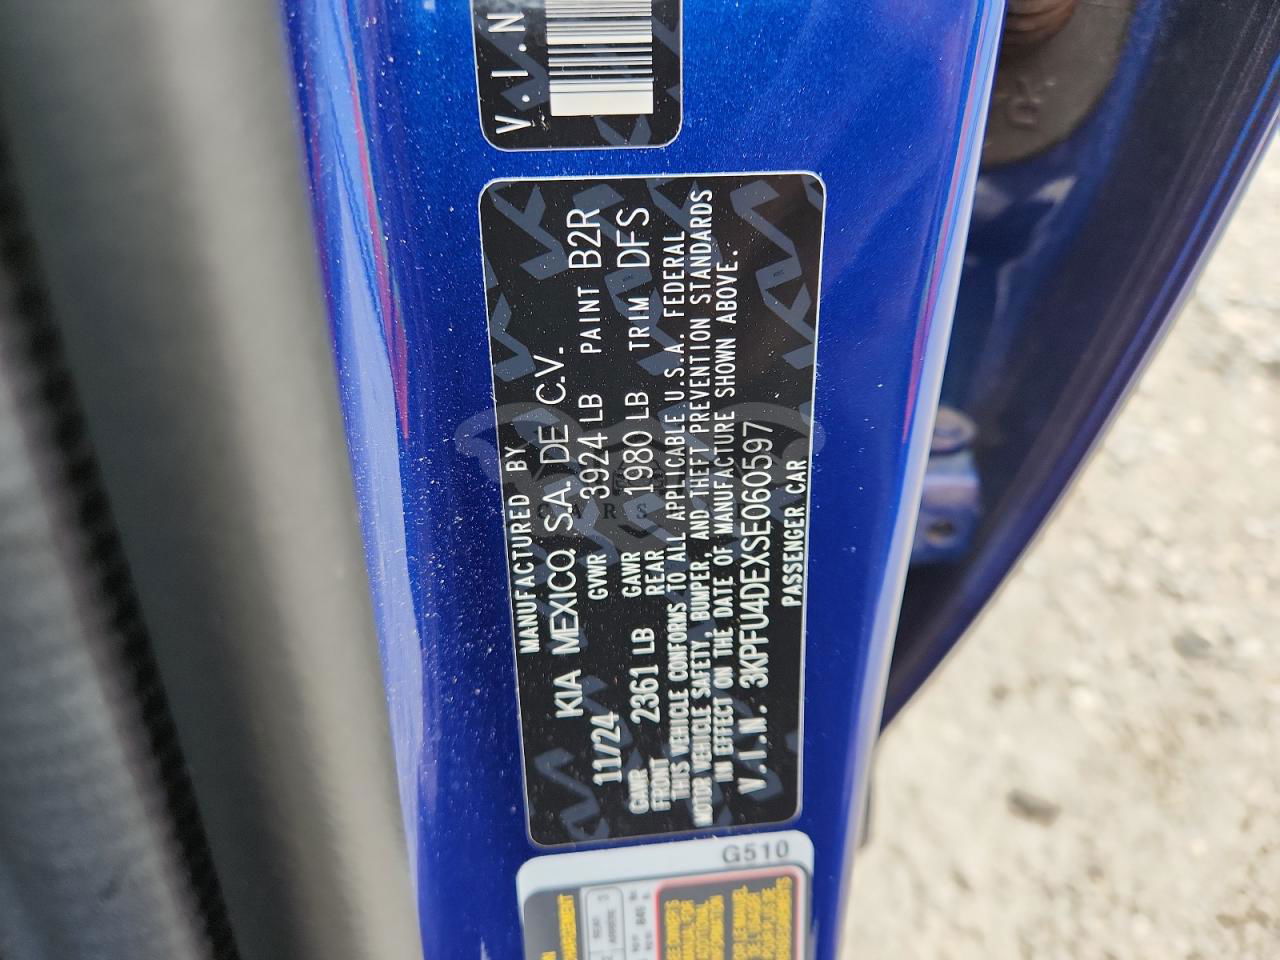 V.I.N
MANUFACTURED BY
KIA MEXICO, S.A. DE C.V.
11/24 GVWR 3924 LB PAINT B2R
GAWR FRONT 2361 LB GAWR REAR 1980 LB TRIM DFS
THIS VEHICLE CONFORMS TO ALL APPLICABLE U.S.A. FEDERAL
MOTOR VEHICLE SAFETY, BUMPER, AND THEFT PREVENTION STANDARDS
IN EFFECT ON THE DATE OF MANUFACTURE SHOWN ABOVE.
V.I.N. 3KPFU4DEXSE060597
PASSENGER CAR
CARS
G510